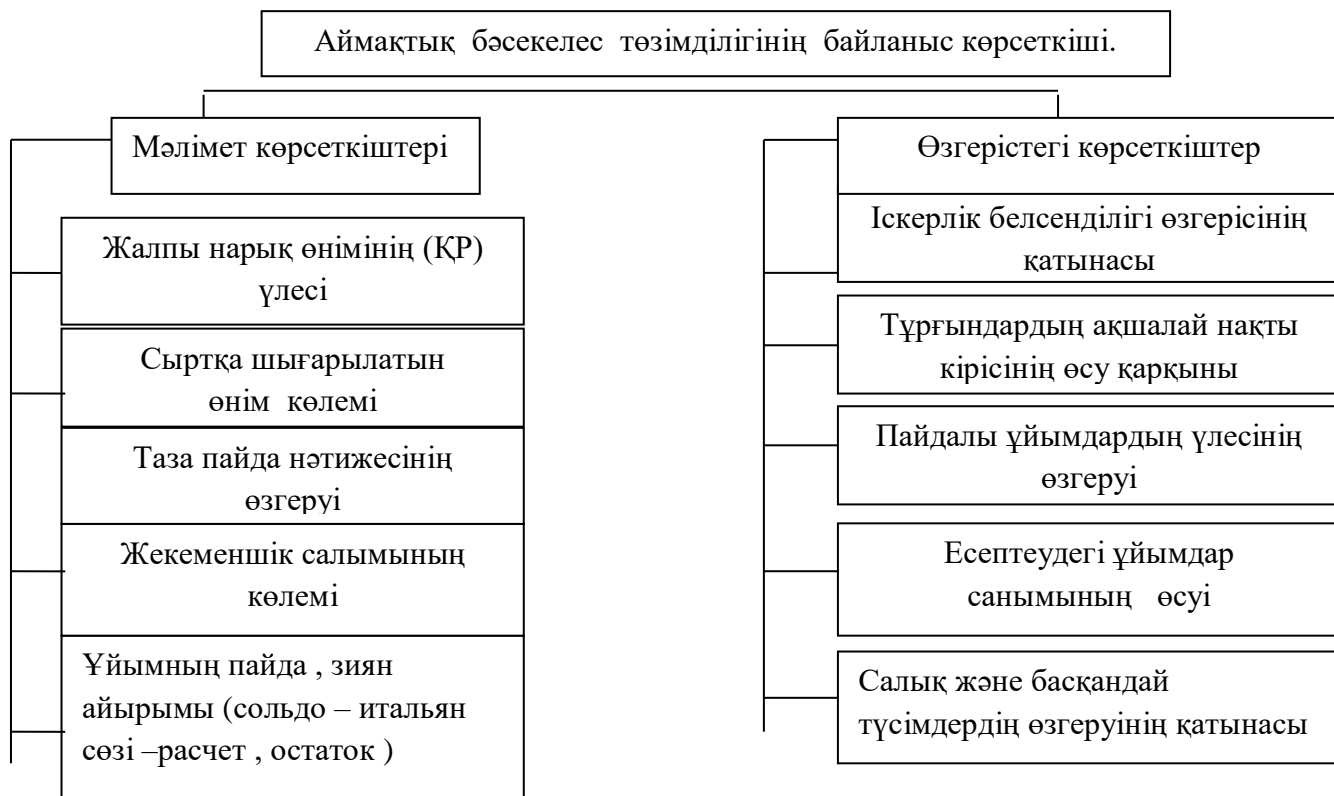 Аймақтық бәсекелес төзімділігінің байланыс көрсеткіші.
Мәлімет көрсеткіштері
Жалпы нарық өнімінің (ҚР)
үлесі
Сыртқа шығарылатын
өнім көлемі
Таза пайда нәтижесінің
өзгеруі
Жекеменшік салымының
көлемі
Ұйымның пайда , зиян
айырымы (сольдо – итальян
сөзі –расчет , остаток )
Өзгерістегі көрсеткіштер
Іскерлік белсенділігі өзгерісінің
қатынасы
Тұрғындардың ақшалай нақты
кірісінің өсу қарқыны
Пайдалы ұйымдардың үлесінің
өзгеруі
Есептеудегі ұйымдар
санымының өсуі
Салық және басқандай
түсімдердің өзгеруінің қатынасы